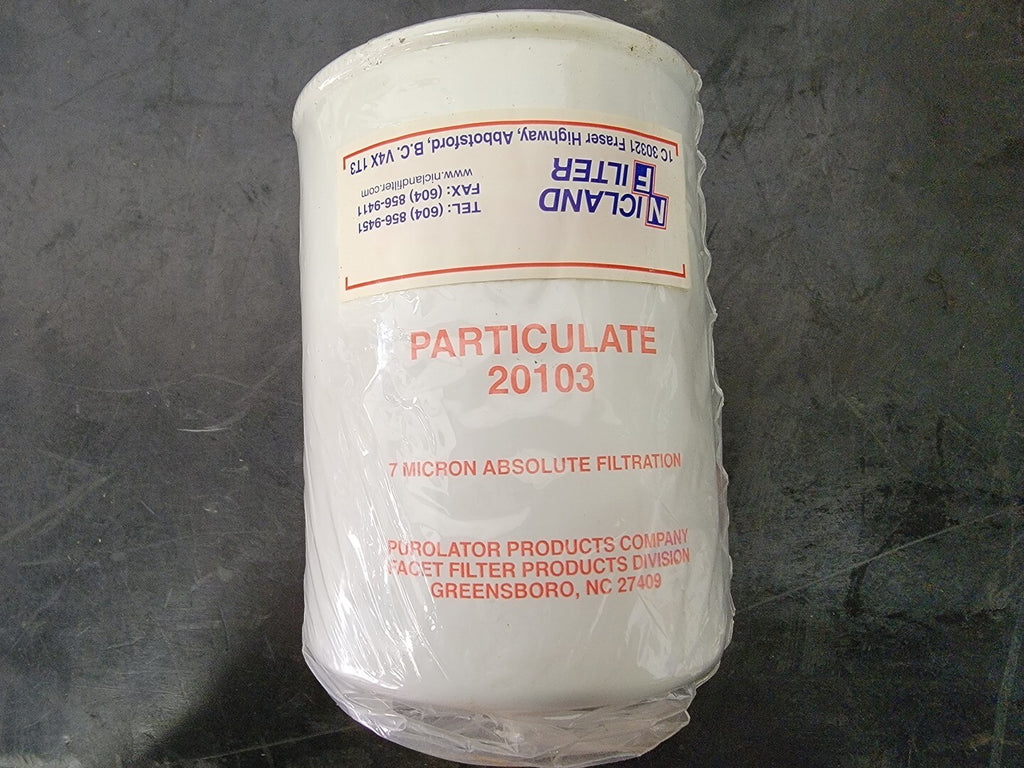 NICLAND
FILTER
TEL: (604) 856-9451
FAX: (604) 856-9411
www.niclandfilter.com
1C 30321 Fraser Highway, Abbotsford, B.C. V4X 1T3
PARTICULATE
20103
7 MICRON ABSOLUTE FILTRATION
PUROLATOR PRODUCTS COMPANY
FACET FILTER PRODUCTS DIVISION
GREENSBORO, NC 27409